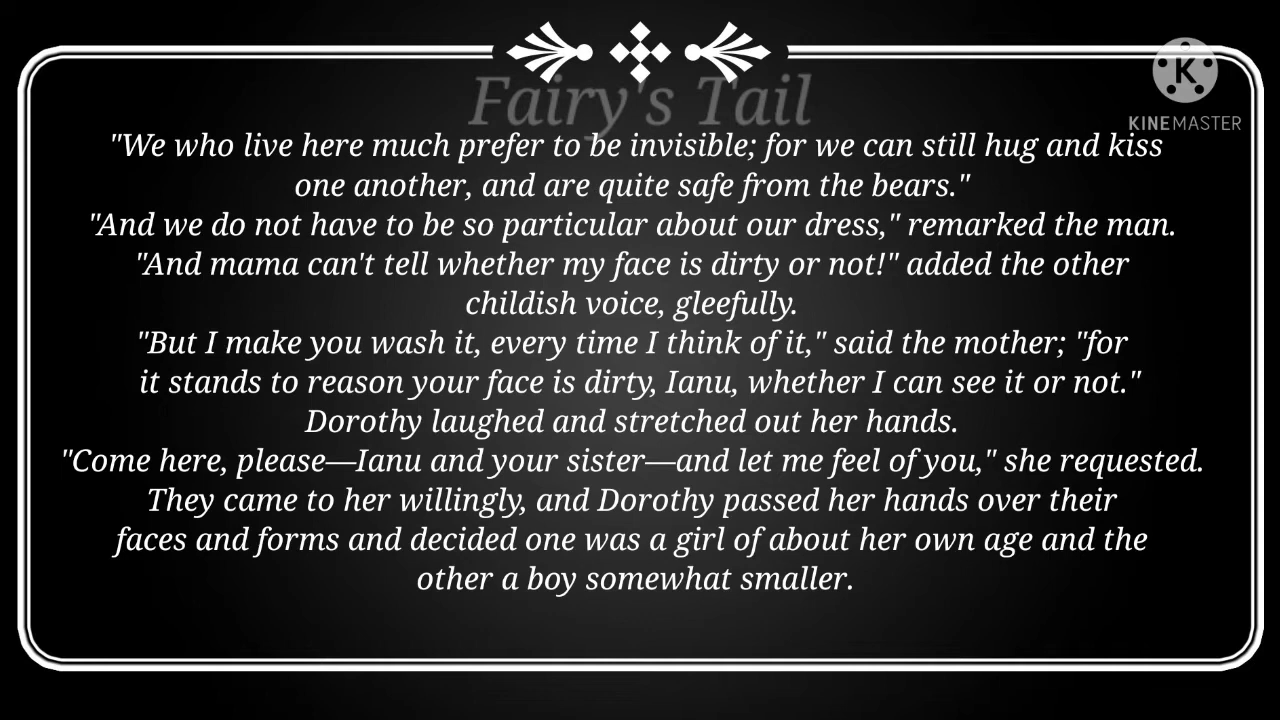 Fairy's Tail
K
KINEMASTER
"We who live here much prefer to be invisible; for we can still hug and kiss
one another, and are quite safe from the bears."
"And we do not have to be so particular about our dress," remarked the man.
"And mama can't tell whether my face is dirty or not!" added the other
childish voice, gleefully.
"But I make you wash it, every time I think of it," said the mother; "for
it stands to reason your face is dirty, Ianu, whether I can see it or not."
Dorothy laughed and stretched out her hands.
"Come here, please—Ianu and your sister—and let me feel of you," she requested.
They came to her willingly, and Dorothy passed her hands over their
faces and forms and decided one was a girl of about her own age and the
other a boy somewhat smaller.